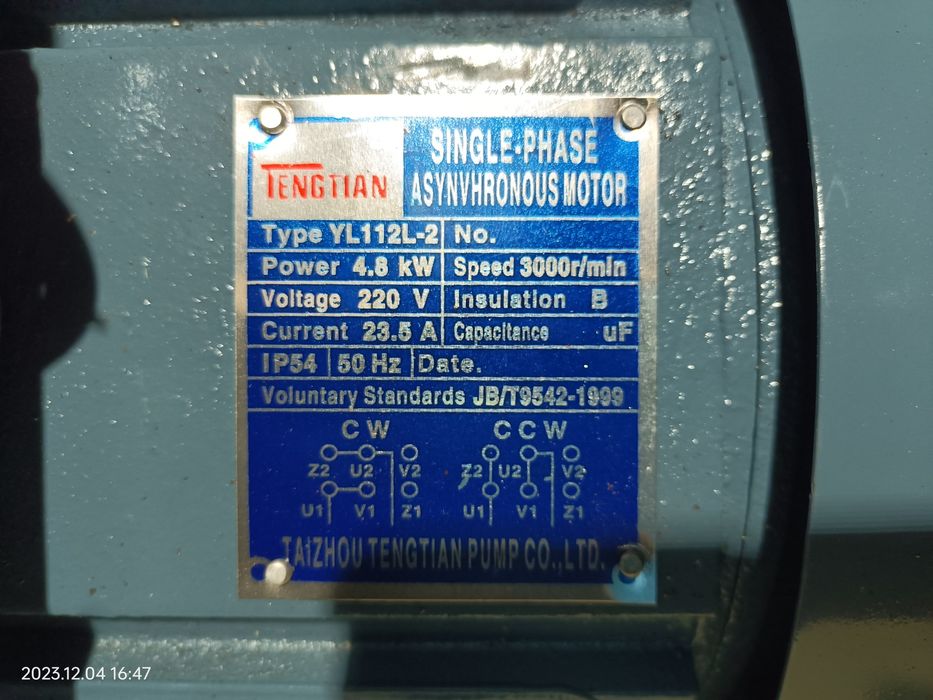 TENGTIAN
SINGLE-PHASE
ASYNVHRONOUS MOTOR
Type YL112L-2 No.
Power 4.8 kW Speed 3000r/min
Voltage 220 V Insulation B
Current 23.5 A Capacitance uF
IP54 50 Hz Date.
Voluntary Standards JB/T9542-1999
CW CCW
Z2 U2 V2 Z2 U2 V2
U1 V1 Z1 U1 V1 Z1
TAiZHOU TENGTIAN PUMP CO.,LTD.
2023.12.04 16:47